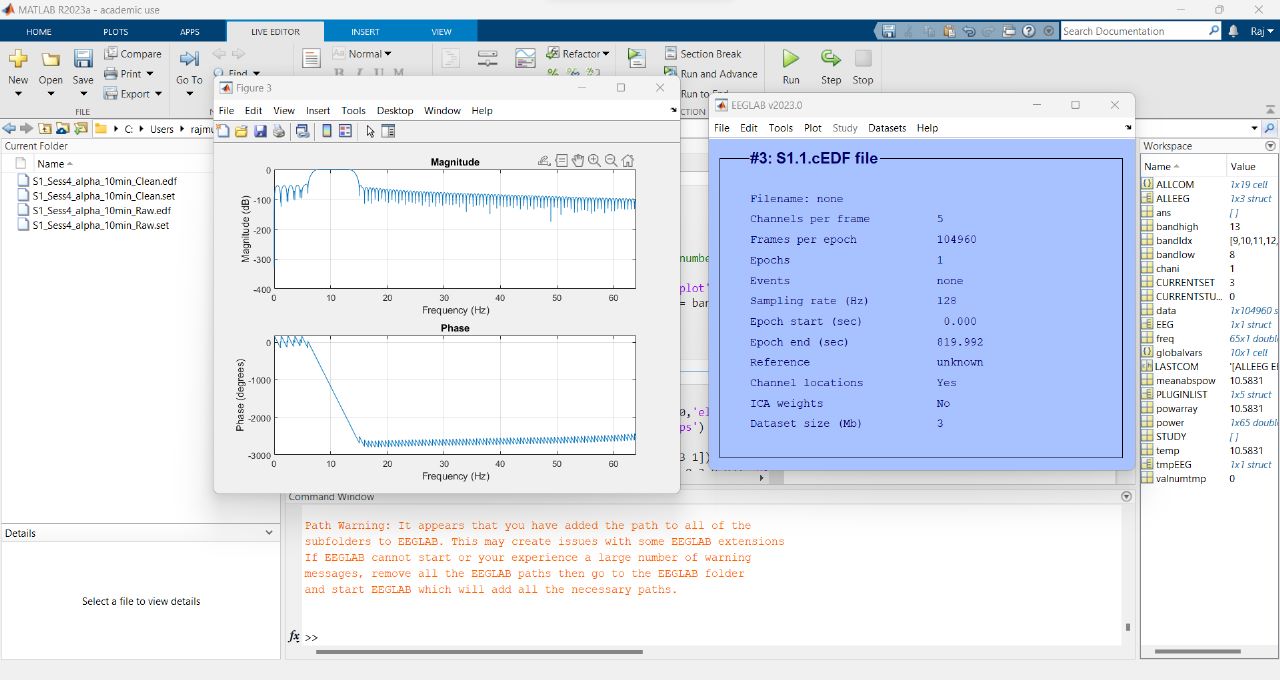 MATLAB R2023a - academic use
HOME PLOTS APPS LIVE EDITOR INSERT VIEW
Search Documentation
Raj
New
Open
Save
Compare
Print
Export
Go To
Find
Normal
B I U M
Refactor
Section Break
Run and Advance
Run to End
Run
Step
Stop
FILE
C: Users
Current Folder
Name
S1_Sess4_alpha_10min_Clean.edf
S1_Sess4_alpha_10min_Clean.set
S1_Sess4_alpha_10min_Raw.edf
S1_Sess4_alpha_10min_Raw.set
Details
Select a file to view details
Figure 3
File Edit View Insert Tools Desktop Window Help
Magnitude
Magnitude (dB)
0
-100
-200
-300
-400
0 10 20 30 40 50 60
Frequency (Hz)
Phase
Phase (degrees)
0
-1000
-2000
-3000
0 10 20 30 40 50 60
Frequency (Hz)
EEGLAB v2023.0
File Edit Tools Plot Study Datasets Help
#3: S1.1.cEDF file
Filename: none
Channels per frame 5
Frames per epoch 104960
Epochs 1
Events none
Sampling rate (Hz) 128
Epoch start (sec) 0.000
Epoch end (sec) 819.992
Reference unknown
Channel locations Yes
ICA weights No
Dataset size (Mb) 3
Command Window
Path Warning: It appears that you have added the path to all of the
subfolders to EEGLAB. This may create issues with some EEGLAB extensions
If EEGLAB cannot start or your experience a large number of warning
messages, remove all the EEGLAB paths then go to the EEGLAB folder
and start EEGLAB which will add all the necessary paths.
fx >>
Workspace
Name Value
ALLCOM 1x19 cell
ALLEEG 1x3 struct
ans []
bandhigh 13
bandIdx [9,10,11,12,
bandlow 8
chani 1
CURRENTSET 3
CURRENTSTU... 0
data 1x104960 s
EEG 1x1 struct
freq 65x1 doubl
globalvars 10x1 cell
LASTCOM '[ALLEEG E
meanabspow 10.5831
PLUGINLIST 1x5 struct
powarray 10.5831
power 1x65 doubl
STUDY []
temp 10.5831
tmpEEG 1x1 struct
valnumtmp 0